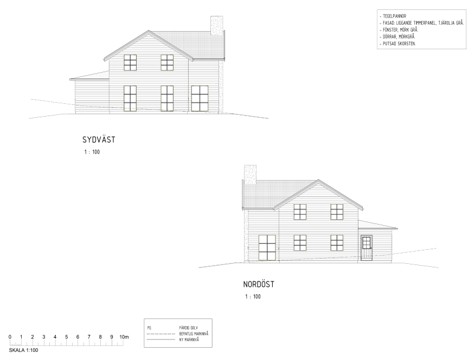 - TEGELPANNOR
- FASAD: LIGGANDE TIMMERPANEL, TJÄROLJA GRÅ
- FÖNSTER, MÖRK GRÅ
- DÖRRAR, MÖRKGRÅ
- PUTSAD SKORSTEN
SYDVÄST
1 : 100
NORDÖST
1 : 100
FG FÄRDIG GOLV
BEFINTLIG MARKNIVÅ
NY MARKNIVÅ
0 1 2 3 4 5 6 7 8 9 10m
SKALA 1:100